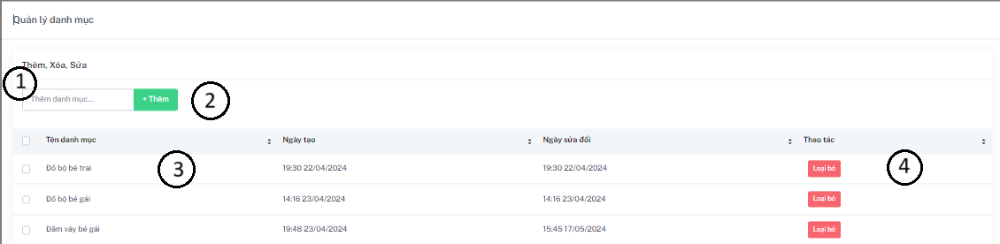 Quản lý danh mục
Thêm, Xóa, Sửa
1
Thêm danh mục... + Thêm 2
Tên danh mục Ngày tạo Ngày sửa đổi Thao tác
Đồ bộ bé trai 3 19:30 22/04/2024 19:30 22/04/2024 Loại bỏ 4
Đồ bộ bé gái 14:16 23/04/2024 14:16 23/04/2024 Loại bỏ
Đầm váy bé gái 19:48 23/04/2024 15:45 17/05/2024 Loại bỏ